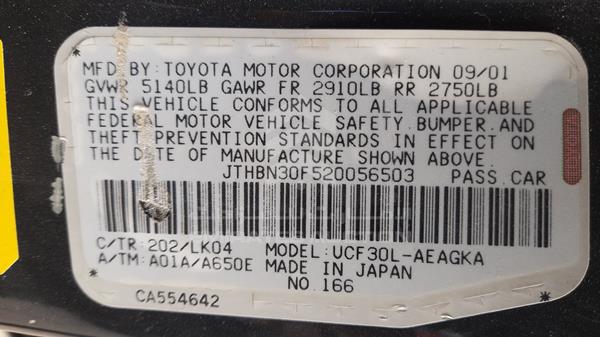 MFD.BY:TOYOTA MOTOR CORPORATION 09/01
GVWR 5140LB GAWR FR 2910LB RR 2750LB
THIS VEHICLE CONFORMS TO ALL APPLICABLE
FEDERAL MOTOR VEHICLE SAFETY,BUMPER,AND
THEFT PREVENTION STANDARDS IN EFFECT ON
THE DATE OF MANUFACTURE SHOWN ABOVE.
JTHBN30F520056503 PASS.CAR
C/TR:202/LK04 MODEL:UCF30L-AEAGKA
A/TM:A01A/A650E MADE IN JAPAN
NO.166
CA554642